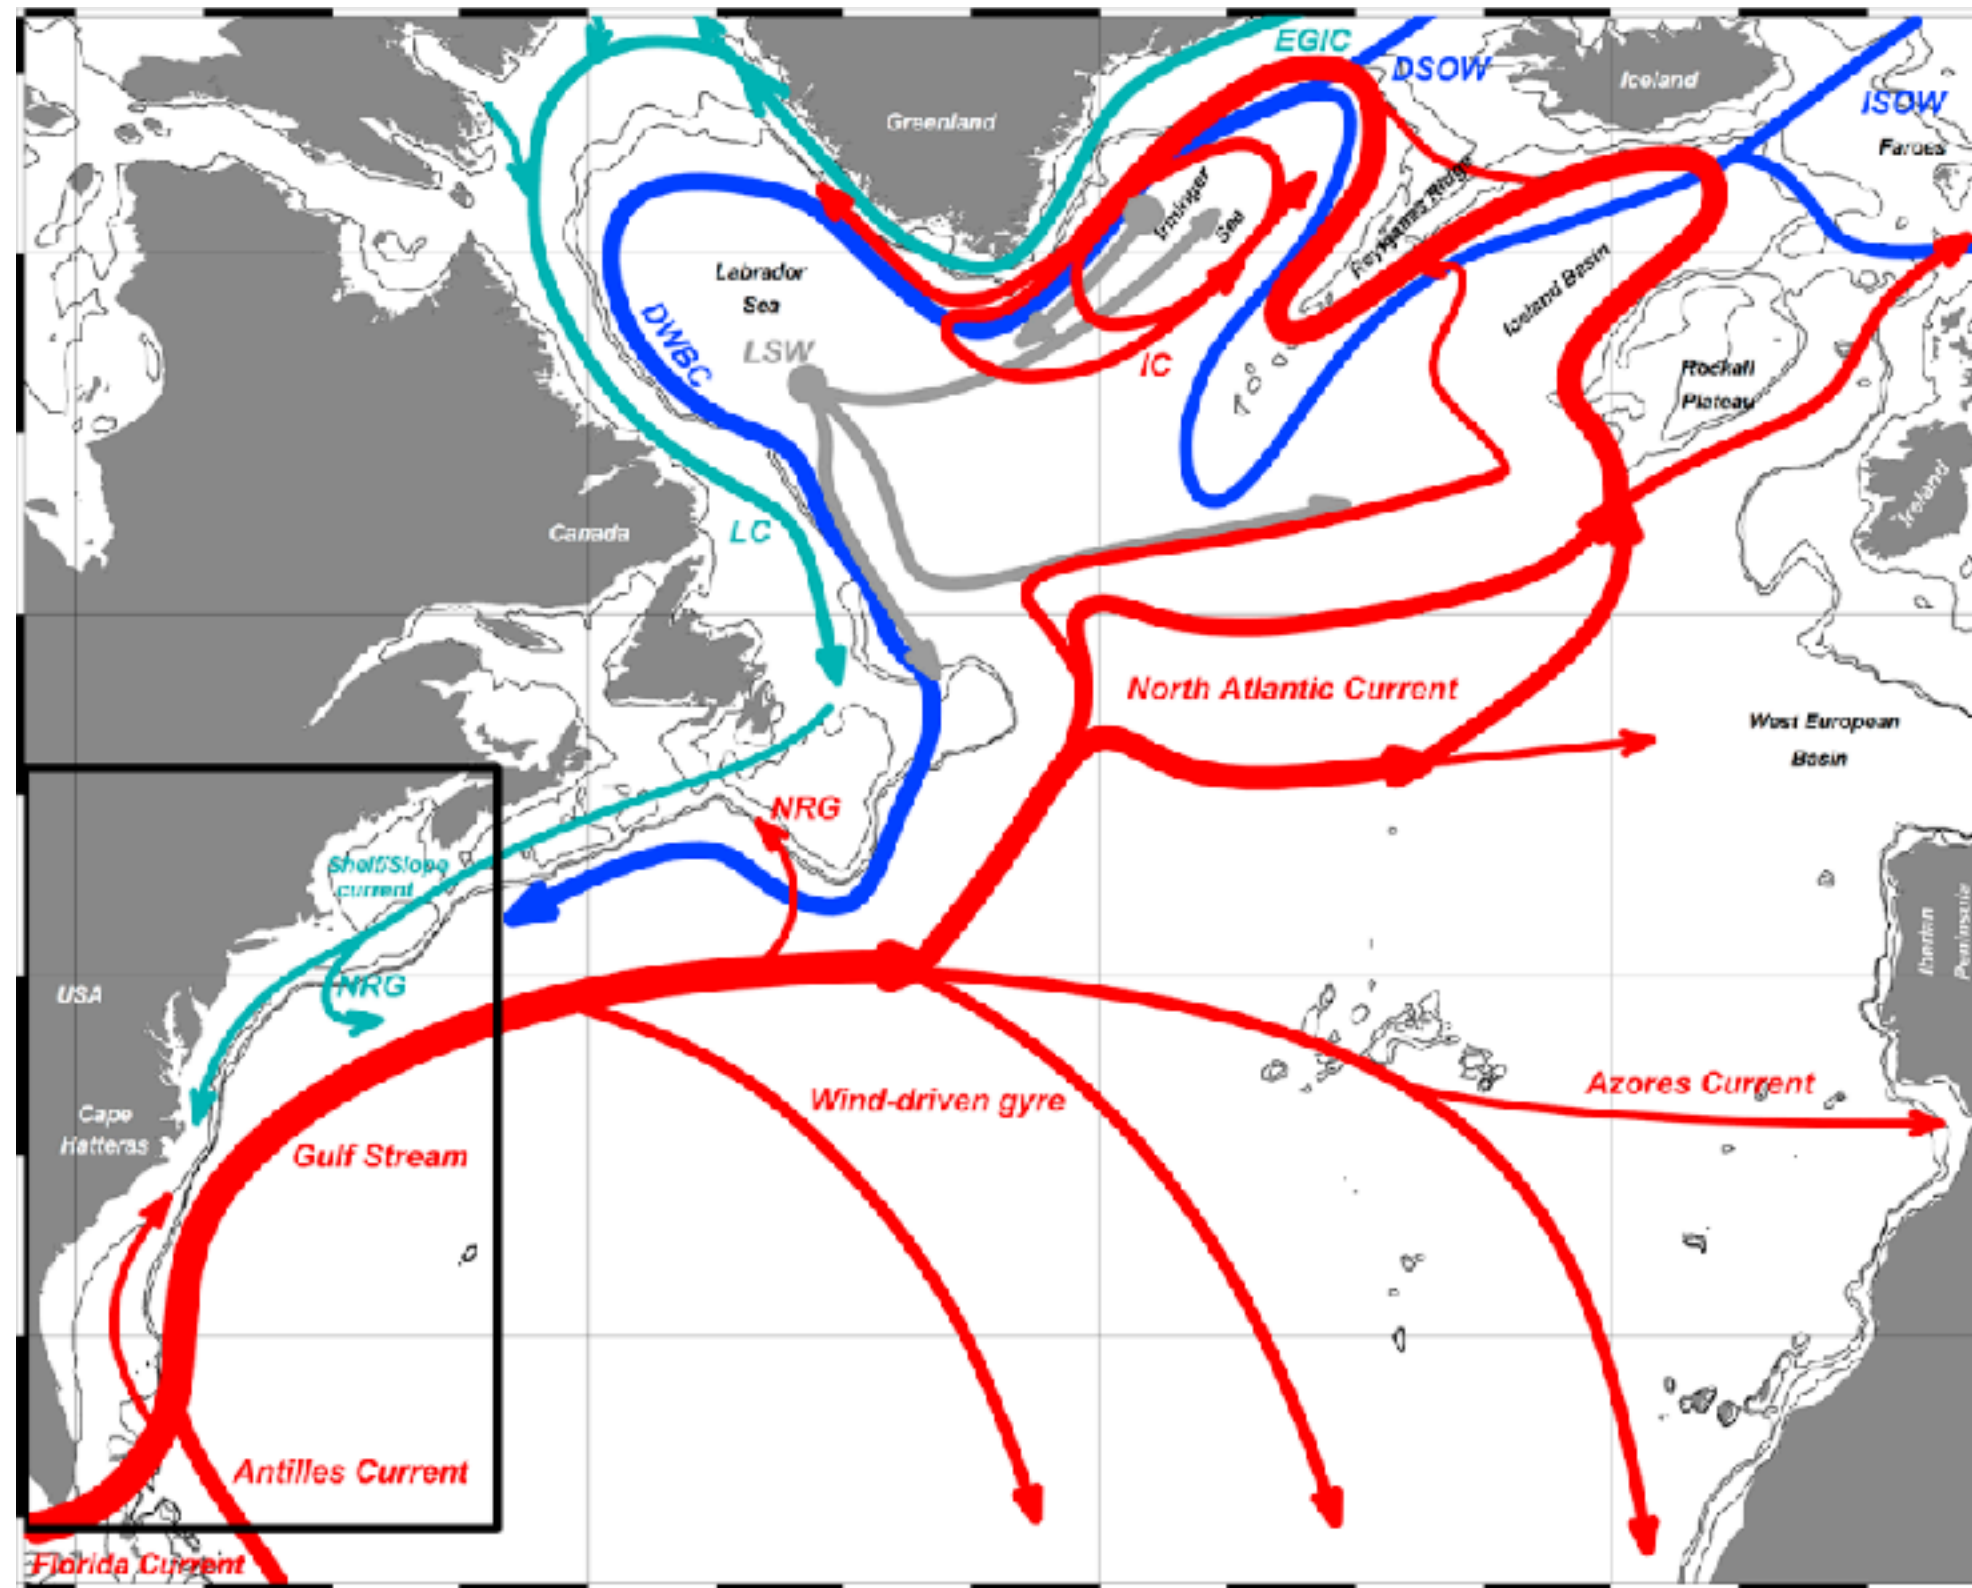 EGIC
DSOW
Iceland
ISOW
Greenland
Faroes
Irminger
Sea
Reykjanes Ridge
Labrador
Sea
Iceland Basin
DWBC
LSW
IC
Rockall
Plateau
Ireland
Canada
LC
North Atlantic Current
West European
Basin
NRG
Shelf/Slope
current
Iberian
Peninsula
NRG
USA
Azores Current
Wind-driven gyre
Cape
Hatteras
Gulf Stream
Antilles Current
Florida Current